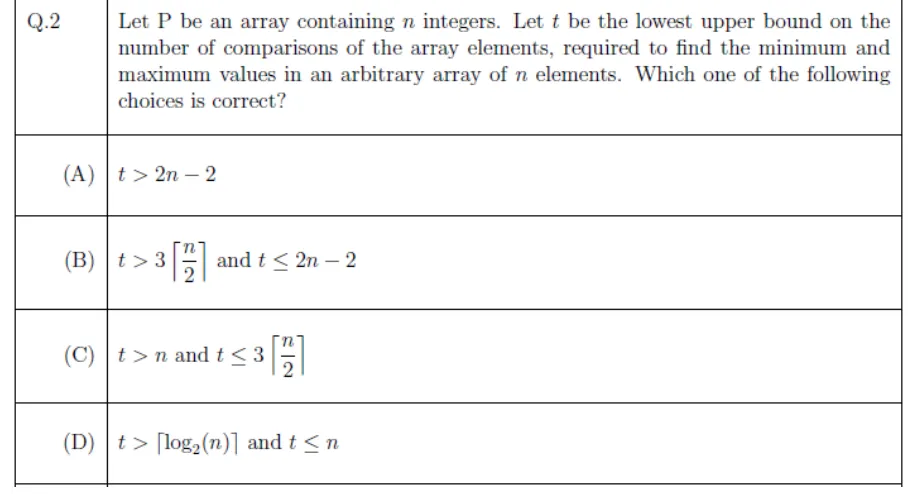 Q.2 Let P be an array containing n integers. Let t be the lowest upper bound on the
number of comparisons of the array elements, required to find the minimum and
maximum values in an arbitrary array of n elements. Which one of the following
choices is correct?
(A) t > 2n − 2
(B) t > 3⌈n/2⌉ and t ≤ 2n − 2
(C) t > n and t ≤ 3⌈n/2⌉
(D) t > ⌈log₂(n)⌉ and t ≤ n